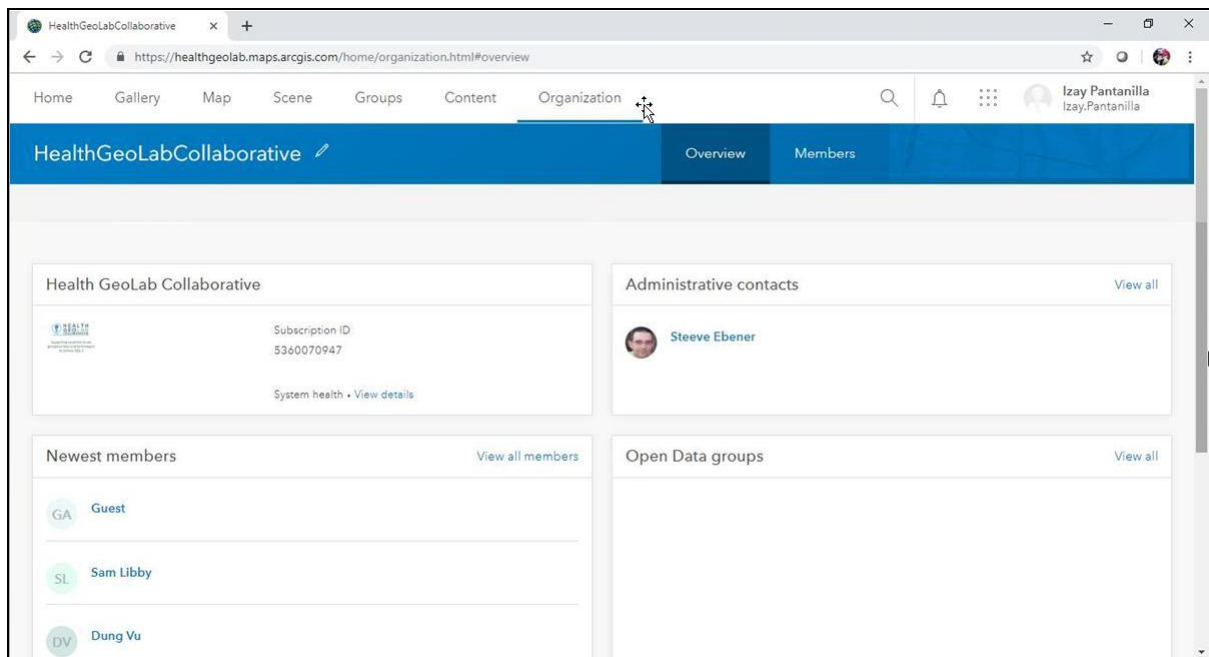 HealthGeoLabCollaborative
https://healthgeolab.maps.arcgis.com/home/organization.html#overview
Home Gallery Map Scene Groups Content Organization Izay Pantanilla
Izay.Pantanilla
HealthGeoLabCollaborative Overview Members
Health GeoLab Collaborative
Administrative contacts View all
HEALTH
Subscription ID
5360070947
Steeve Ebener
System health • View details
Newest members View all members
Open Data groups View all
GA Guest
SL Sam Libby
DV Dung Vu